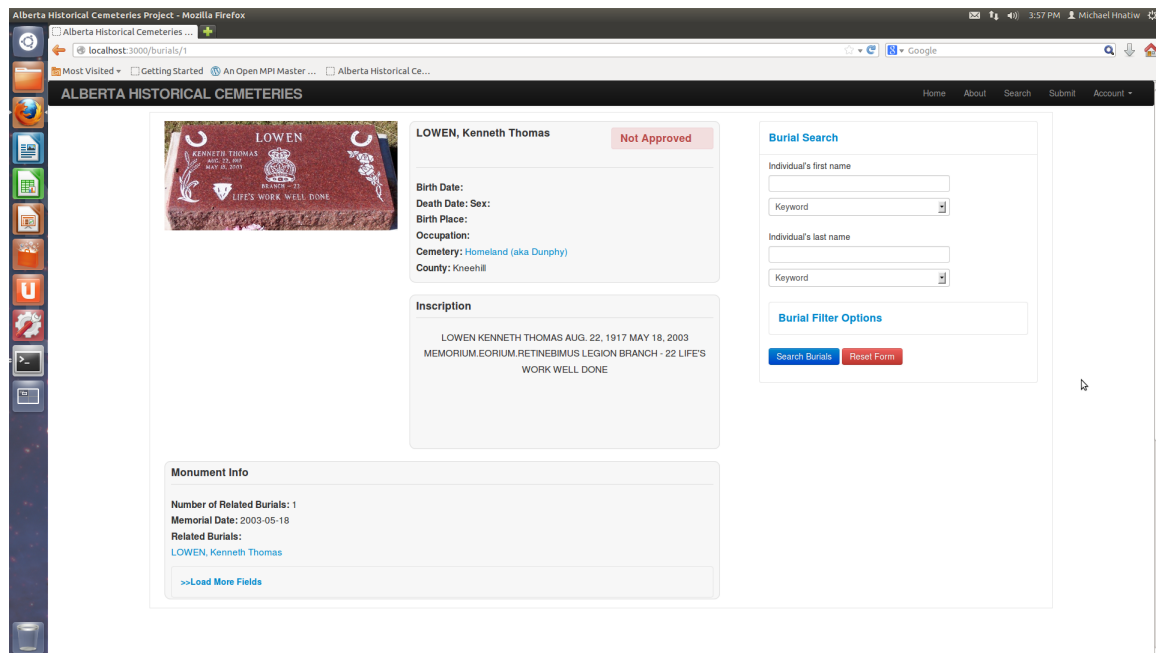 Alberta Historical Cemeteries Project - Mozilla Firefox
3:57 PM Michael Hnatiw
Alberta Historical Cemeteries ...
localhost:3000/burials/1
Google
Most Visited Getting Started An Open MPI Master ... Alberta Historical Ce...
ALBERTA HISTORICAL CEMETERIES
Home About Search Submit Account
LOWEN
KENNETH THOMAS
AUG. 22, 1917
MAY 18, 2003
BRANCH - 22
LIFE'S WORK WELL DONE
LOWEN, Kenneth Thomas
Not Approved
Birth Date:
Death Date: Sex:
Birth Place:
Occupation:
Cemetery: Homeland (aka Dunphy)
County: Kneehill
Inscription
LOWEN KENNETH THOMAS AUG. 22, 1917 MAY 18, 2003
MEMORIUM.EORIUM.RETINEBIMUS LEGION BRANCH - 22 LIFE'S
WORK WELL DONE
Monument Info
Number of Related Burials: 1
Memorial Date: 2003-05-18
Related Burials:
LOWEN, Kenneth Thomas
>>Load More Fields
Burial Search
Individual's first name
Keyword
Individual's last name
Keyword
Burial Filter Options
Search Burials Reset Form